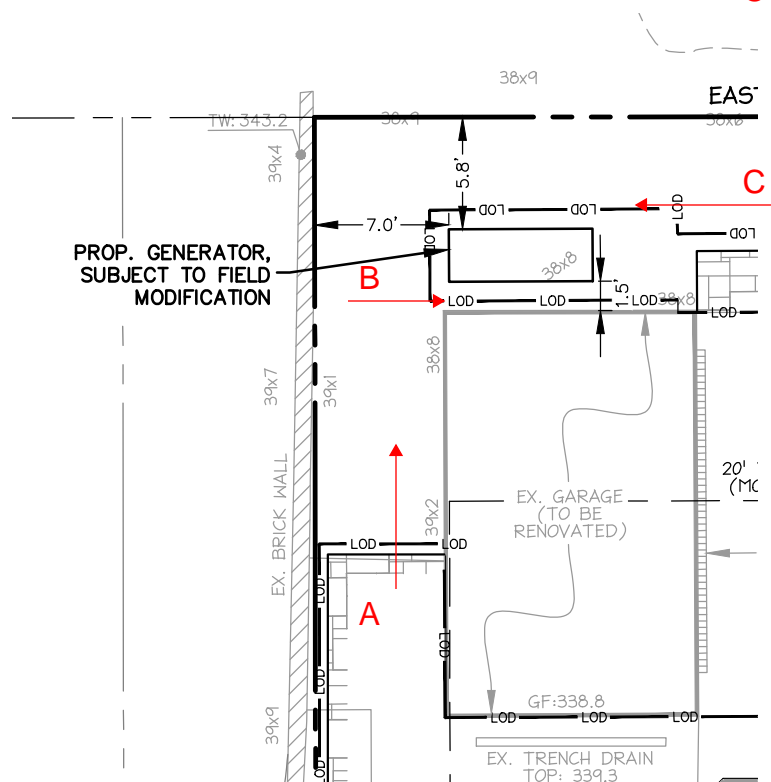 38x9
EAST
TW: 343.2
38x9
38x6
39x4
5.8'
C
LOD
LOD
LOD
7.0'
LOD
LOD
PROP. GENERATOR,
SUBJECT TO FIELD
MODIFICATION
B
38x8
1.5'
38x8
LOD
LOD
LOD
LOD
38x8
39x7
39x1
EX. BRICK WALL
20'
(MO
39x2
EX. GARAGE
(TO BE
RENOVATED)
LOD
LOD
LOD
A
LOD
LOD
39x9
GF:338.8
LOD
LOD
LOD
LOD
EX. TRENCH DRAIN
TOP: 339.3